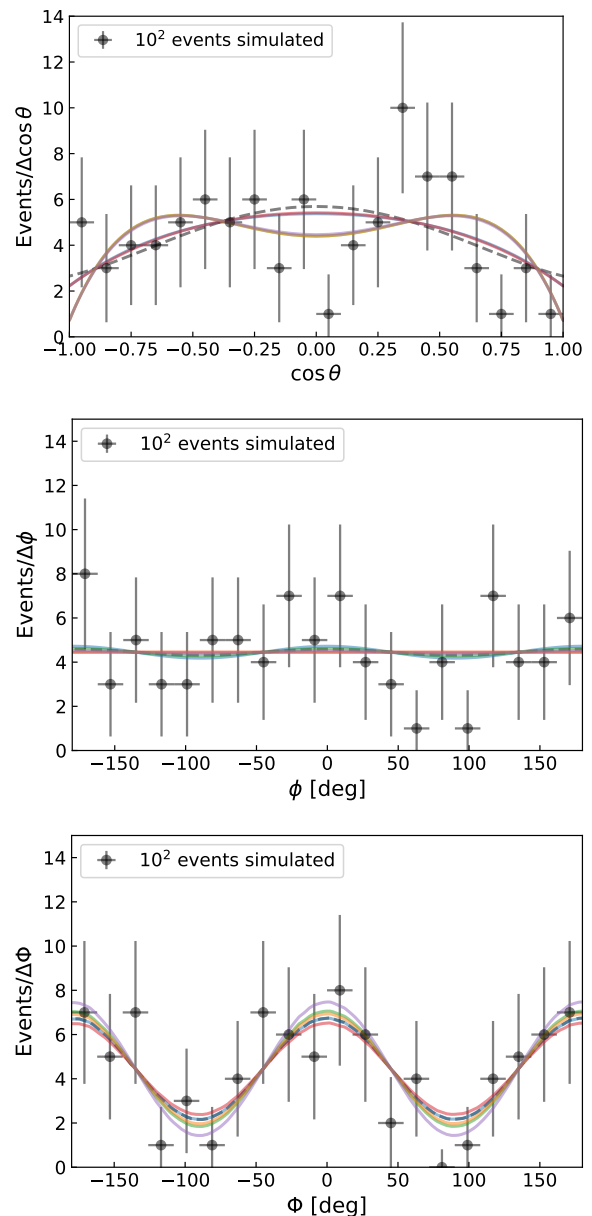 14
12
10
8
6
4
2
0
Events/Δcos θ
10² events simulated
−1.00 −0.75 −0.50 −0.25 0.00 0.25 0.50 0.75 1.00
cos θ
14
12
10
8
6
4
2
0
Events/Δϕ
10² events simulated
−150 −100 −50 0 50 100 150
ϕ [deg]
14
12
10
8
6
4
2
0
Events/ΔΦ
10² events simulated
−150 −100 −50 0 50 100 150
Φ [deg]